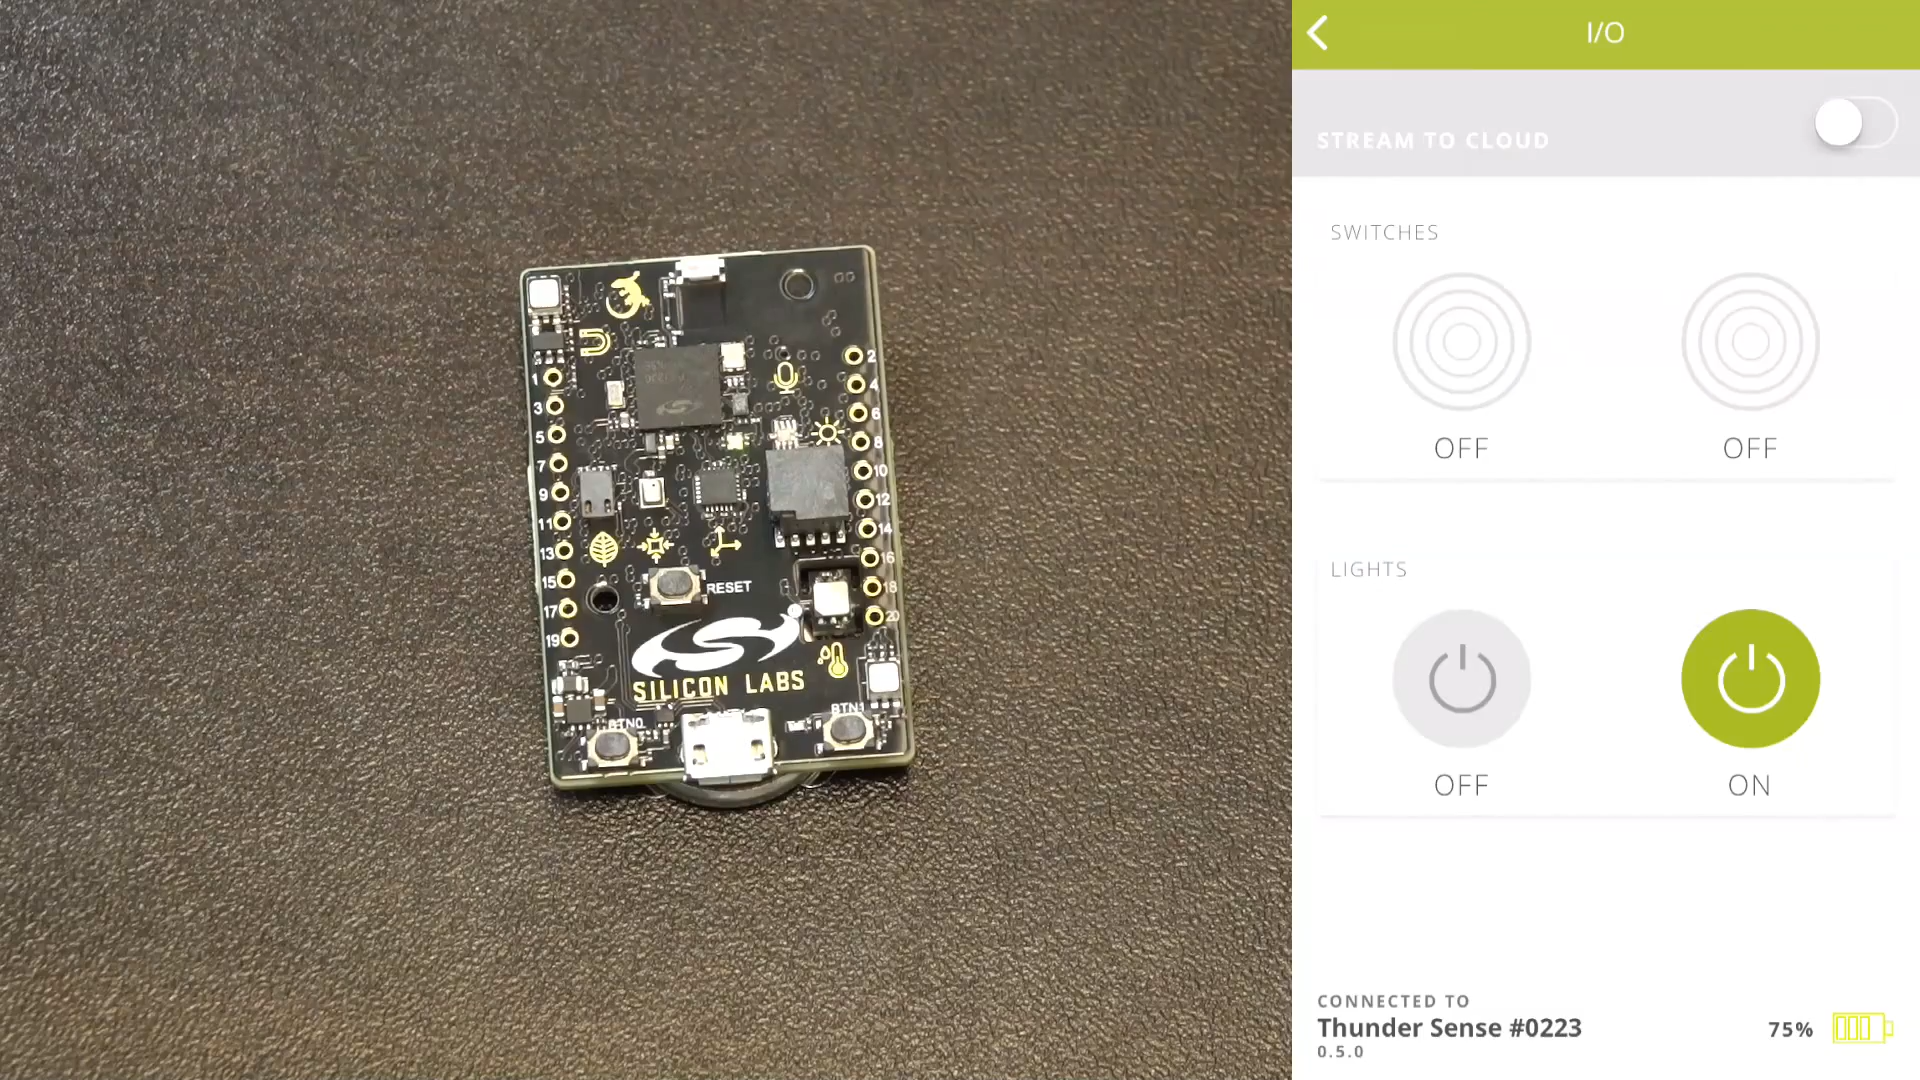 I/O
STREAM TO CLOUD
SWITCHES
OFF
OFF
LIGHTS
OFF
ON
CONNECTED TO
Thunder Sense #0223
0.5.0
75%
1
3
5
7
9
11
13
15
17
19
2
4
6
8
10
12
14
16
18
20
RESET
SILICON LABS
BTN0
BTN1